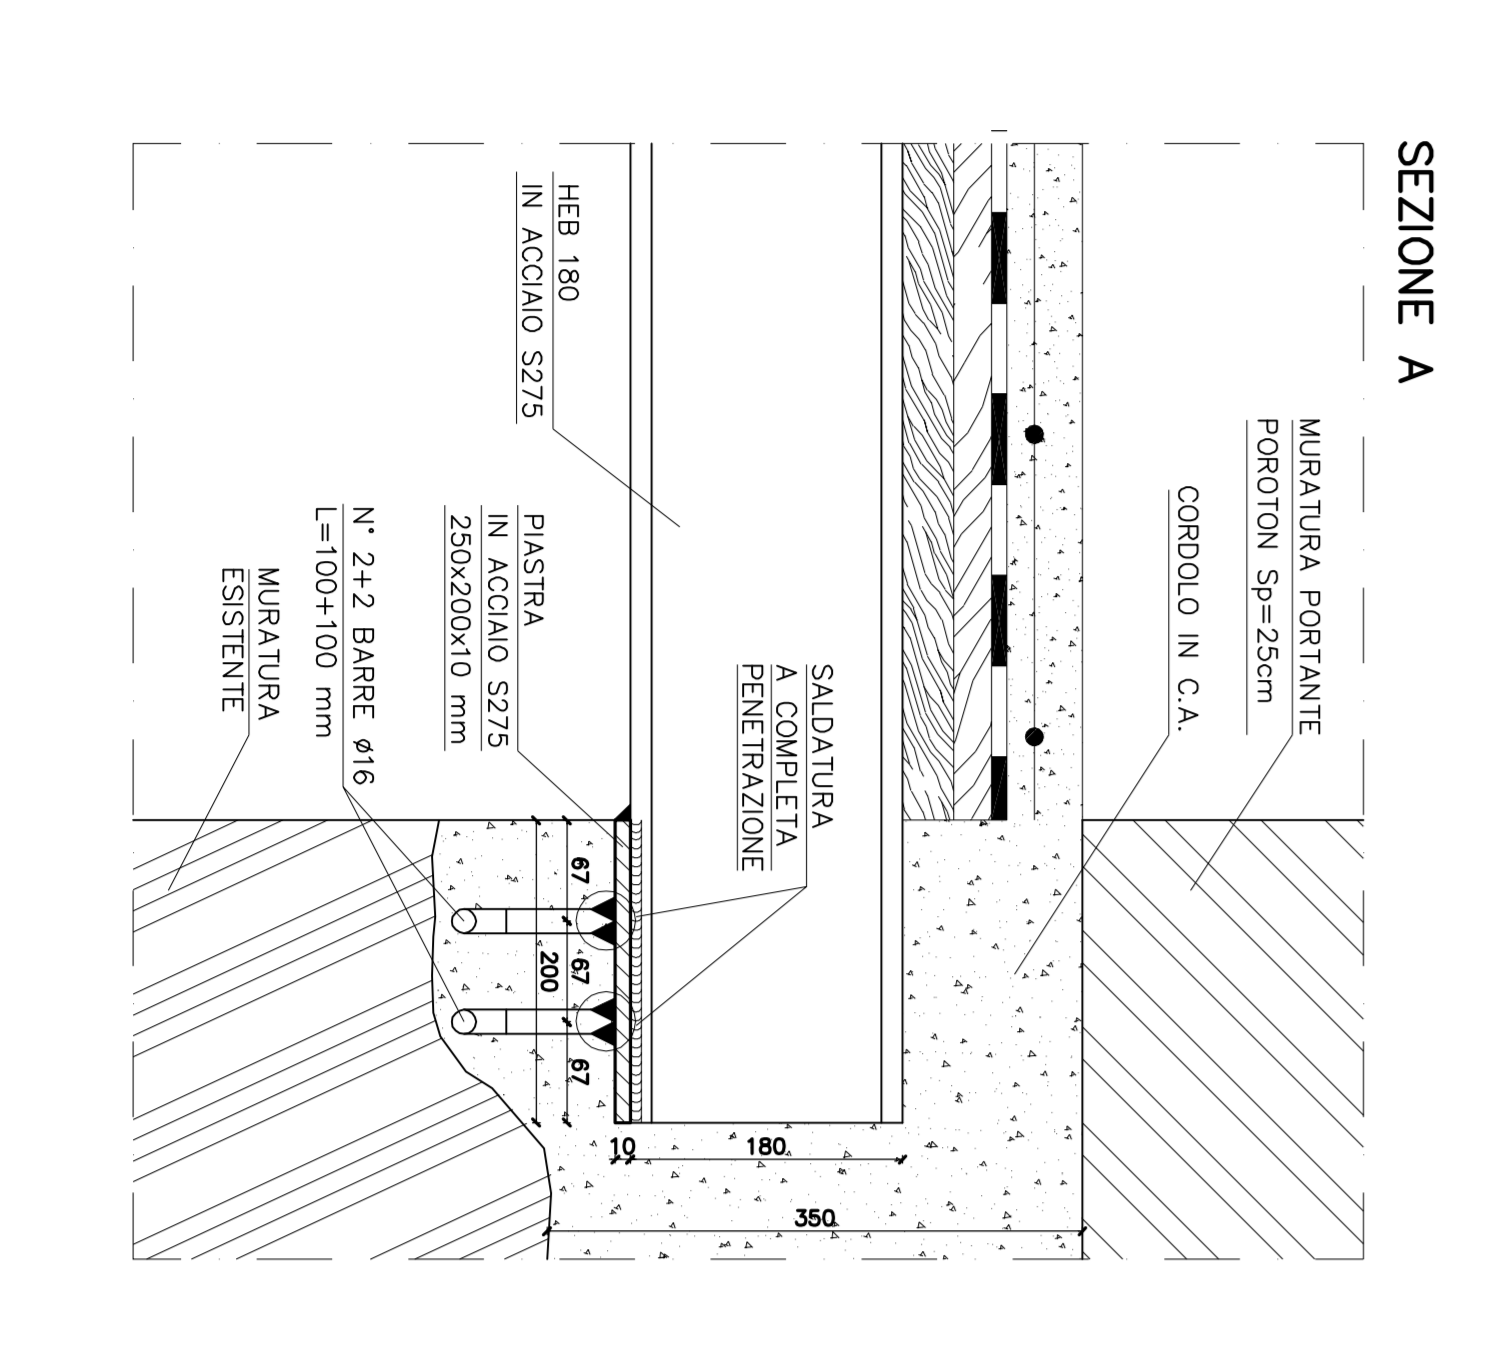 SEZIONE A
MURATURA PORTANTE
POROTON Sp=25cm
CORDOLO IN C.A.
SALDATURA
A COMPLETA
PENETRAZIONE
HEB 180
IN ACCIAIO S275
PIASTRA
IN ACCIAIO S275
250x200x10 mm
N° 2+2 BARRE ø16
L=100+100 mm
MURATURA
ESISTENTE
67
67
67
200
10
180
350